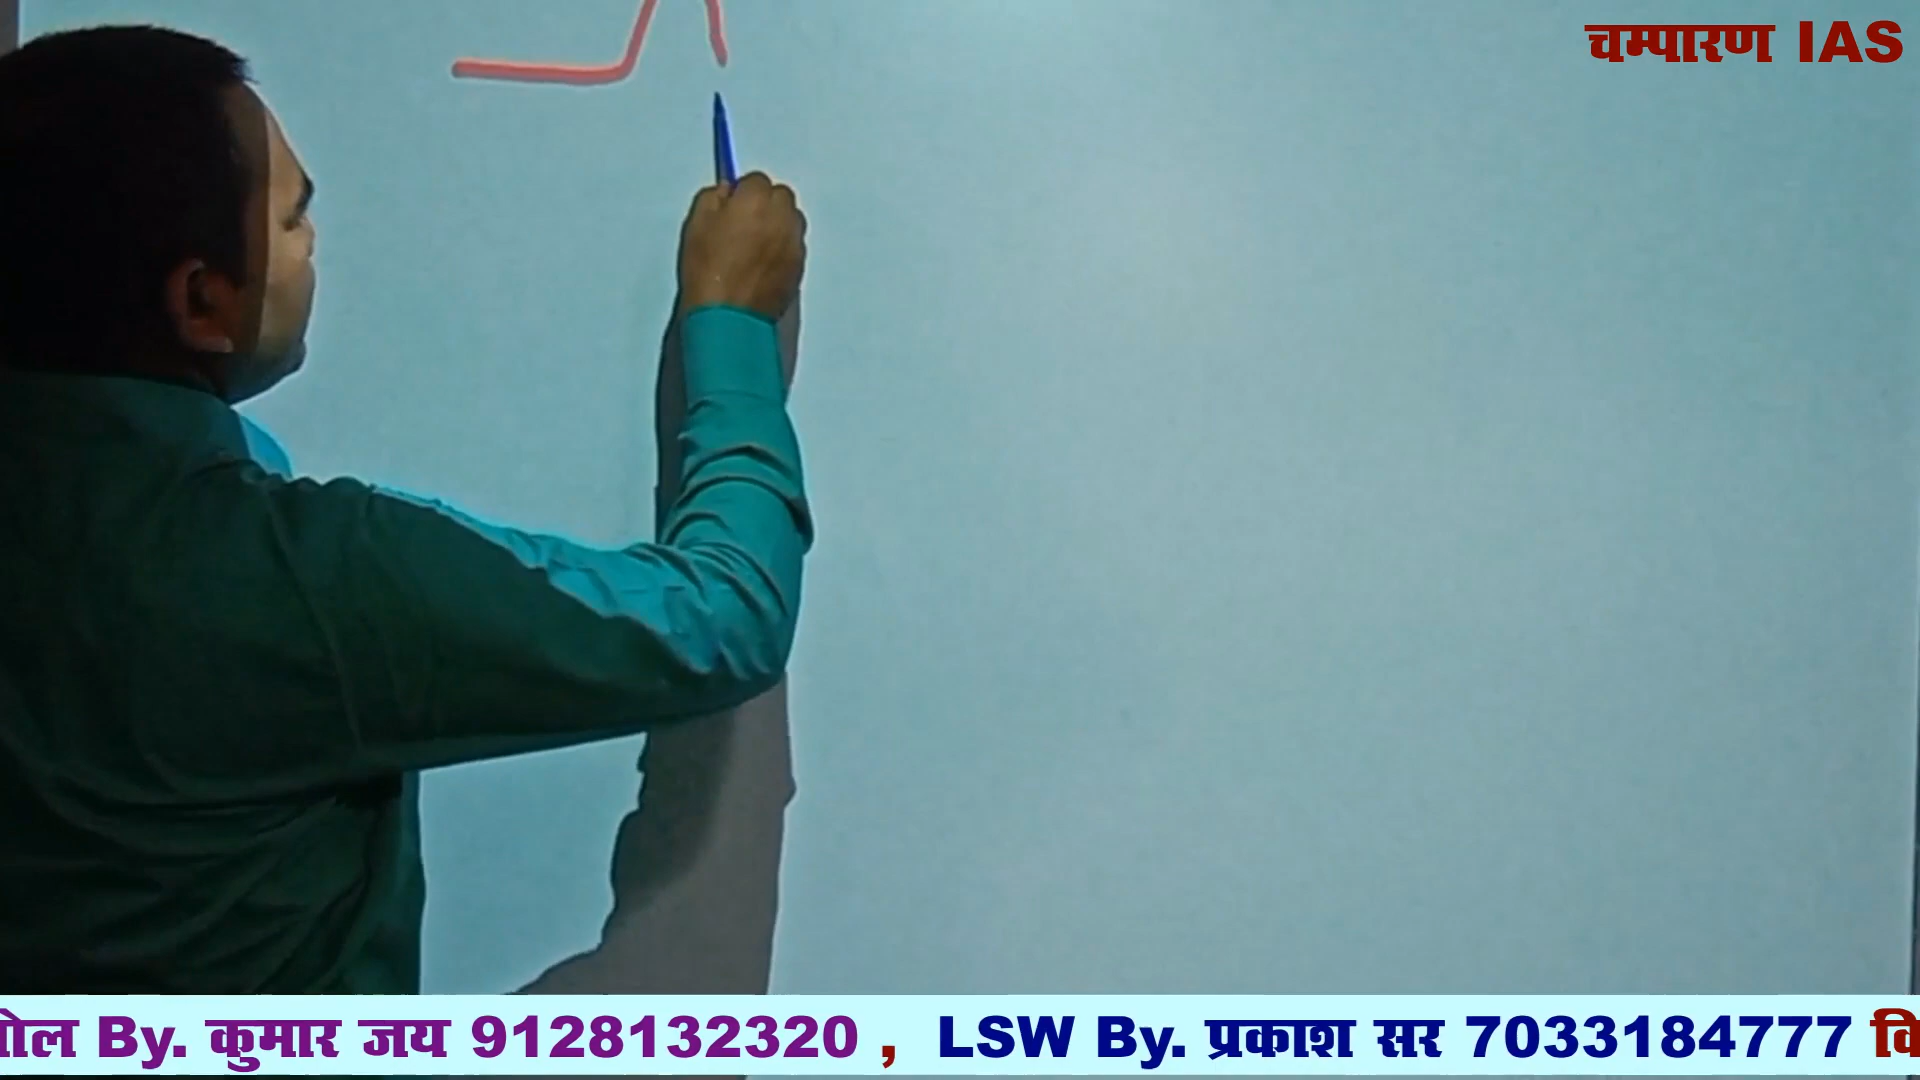 चम्पारण IAS
By. कुमार जय 9128132320 , LSW By. प्रकाश सर 7033184777